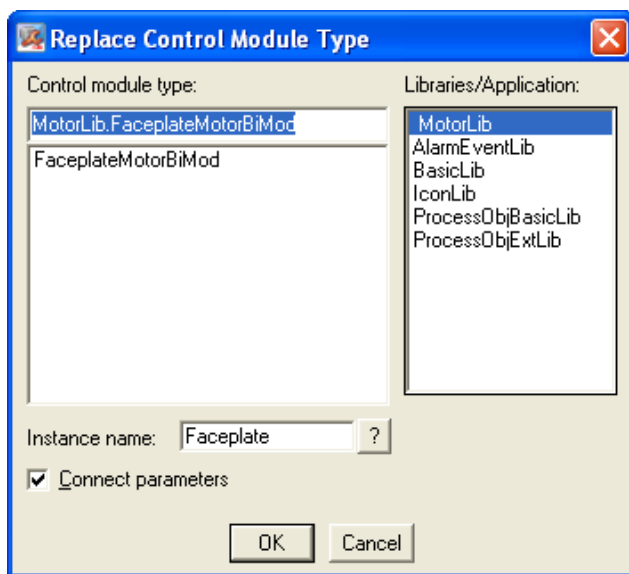 Replace Control Module Type
Control module type:
MotorLib.FaceplateMotorBiMod
FaceplateMotorBiMod
Libraries/Application:
MotorLib
AlarmEventLib
BasicLib
IconLib
ProcessObjBasicLib
ProcessObjExtLib
Instance name: Faceplate ?
Connect parameters
OK Cancel